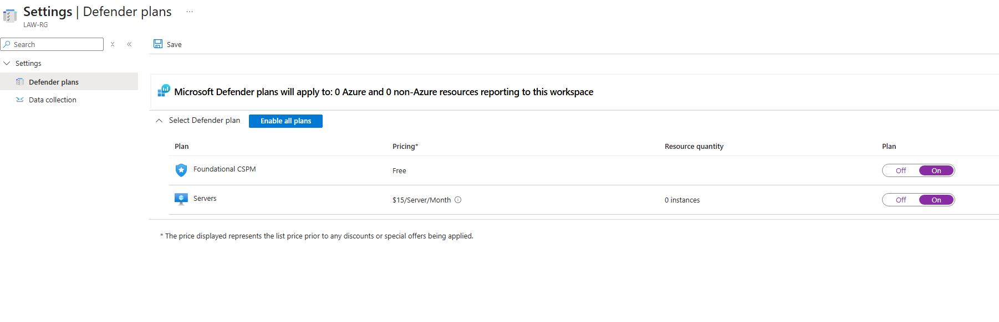 Settings | Defender plans ...
LAW-RG
Search
Save
Settings
Defender plans
Data collection
Microsoft Defender plans will apply to: 0 Azure and 0 non-Azure resources reporting to this workspace
Select Defender plan Enable all plans
Plan Pricing* Resource quantity Plan
Foundational CSPM Free Off On
Servers $15/Server/Month 0 instances Off On
* The price displayed represents the list price prior to any discounts or special offers being applied.